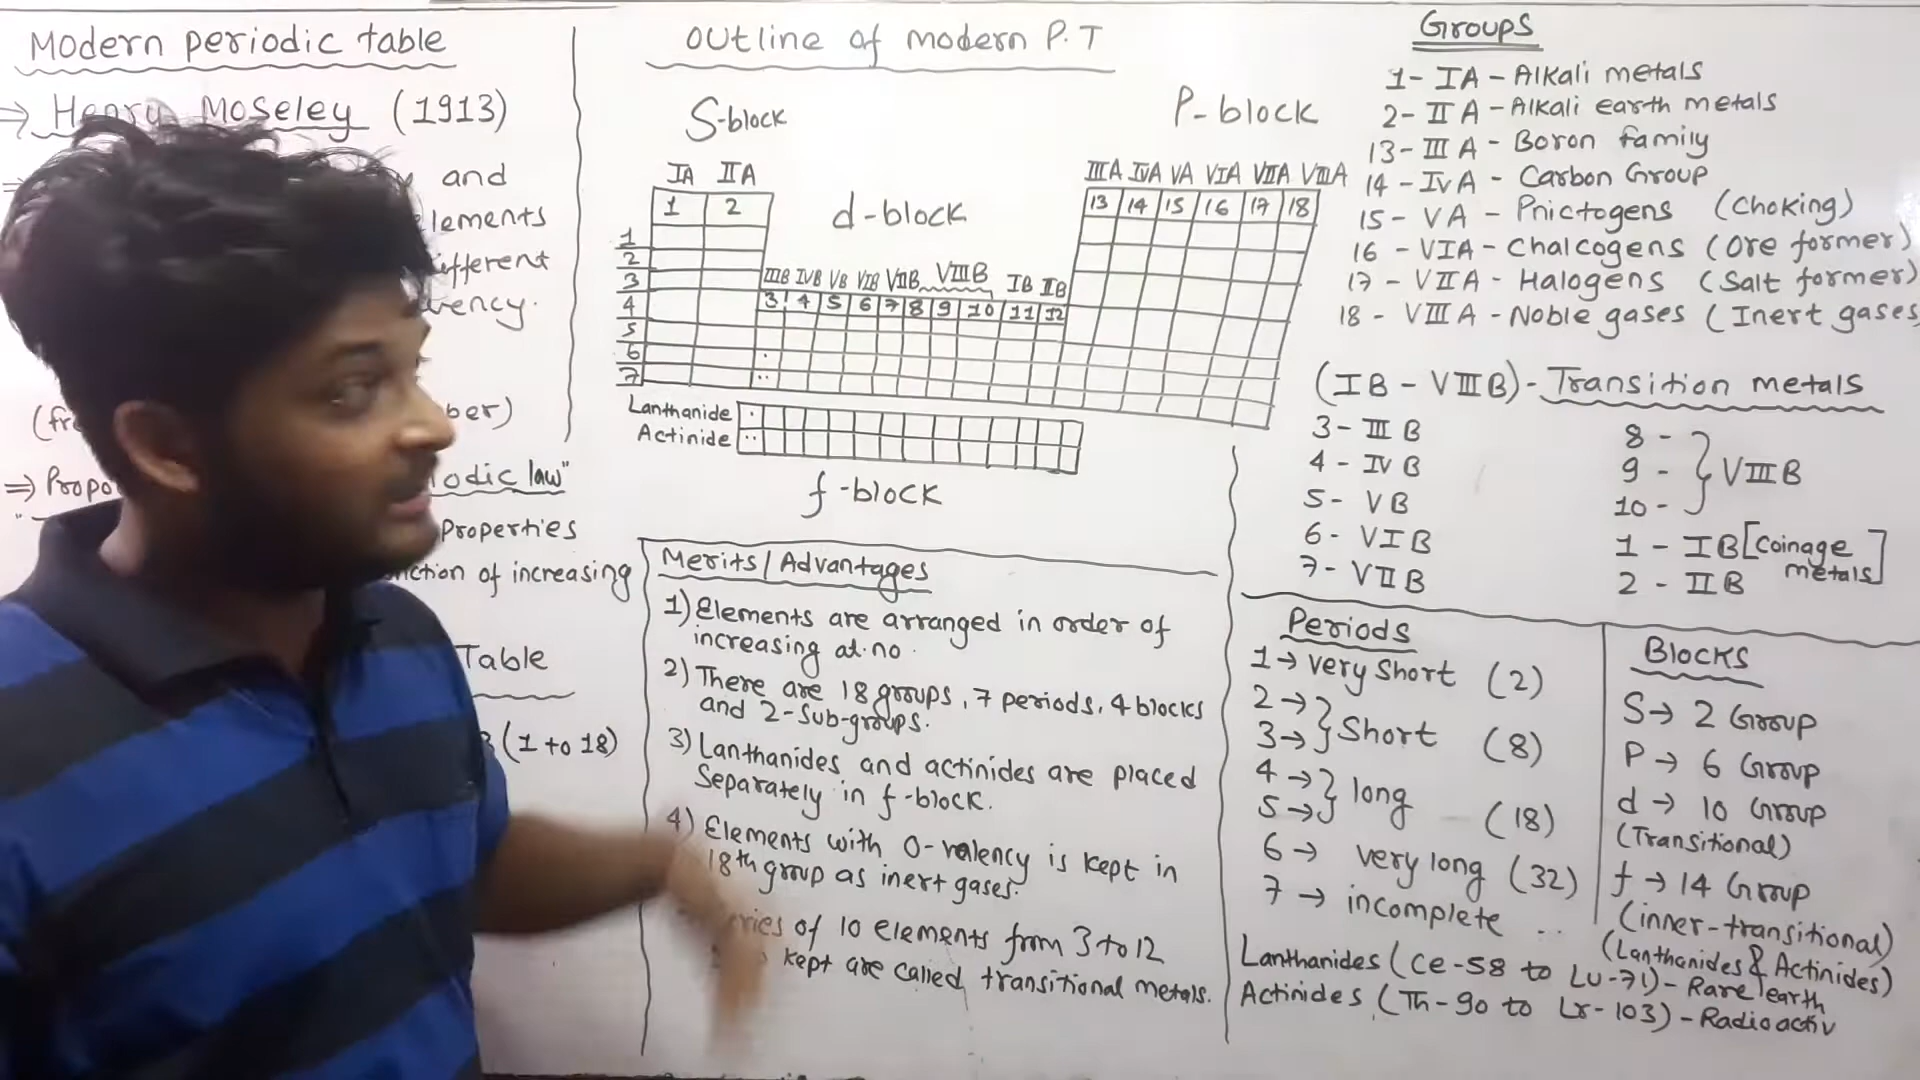 Modern periodic table
⇒ Henry Moseley (1913)
and
elements
different
ber)
⇒ Propo
odic law"
properties
nction of increasing
Table
(1 to 18)
outline of modern P.T
S-block
P-block
d-block
IA IIA
1 2
IIIA IVA VA VIA VIIA VIIIA
13 14 15 16 17 18
IIIB IVB VB VIB VIIB VIIIB IB IIB
3 4 5 6 7 8 9 10 11 12
1
2
3
4
5
6
7
Lanthanide
Actinide
f-block
Merits/Advantages
1) Elements are arranged in order of
increasing at.no.
2) There are 18 groups, 7 periods, 4 blocks
and 2-sub-groups.
3) Lanthanides and actinides are placed
Separately in f-block.
4) Elements with 0-valency is kept in
18th group as inert gases.
of 10 elements from 3 to 12
kept are called transitional metals.
Groups
1- IA - Alkali metals
2- IIA - Alkali earth metals
13- IIIA - Boron family
14 - IVA - Carbon Group
15 - VA - Pnictogens (Choking)
16 - VIA - Chalcogens (Ore former)
17 - VIIA - Halogens (Salt former)
18 - VIIIA - Noble gases (Inert gases
(IB - VIIIB) - Transition metals
3 - III B
4 - IV B
5 - VB
6 - VIB
7 - VIIB
8 -
9 - } VIIIB
10 -
1 - IB [Coinage
metals]
2 - IIB
Periods
1 → very short (2)
2 →
3 → } Short (8)
4 →
5 → } long - (18)
6 → very long (32)
7 → incomplete ..
Blocks
S → 2 Group
P → 6 Group
d → 10 Group
(Transitional)
f → 14 Group
(inner-transitional)
(Lanthanides & Actinides)
Lanthanides (Ce-58 to Lu-71) - Rare earth
Actinides (Th-90 to Lr-103) - Radioactiv